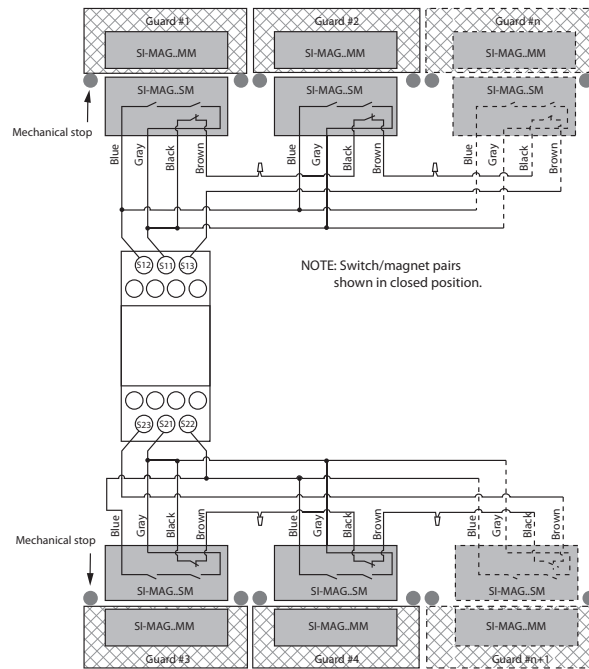 Guard #1
Guard #2
Guard #n
SI-MAG..MM
SI-MAG..MM
SI-MAG..MM
SI-MAG..SM
SI-MAG..SM
SI-MAG..SM
Mechanical stop
Blue
Gray
Black
Brown
Blue
Gray
Black
Brown
Blue
Gray
Black
Brown
S12
S11
S13
NOTE: Switch/magnet pairs
shown in closed position.
S23
S21
S22
Blue
Gray
Black
Brown
Blue
Gray
Black
Brown
Blue
Gray
Black
Brown
Mechanical stop
SI-MAG..SM
SI-MAG..SM
SI-MAG..SM
SI-MAG..MM
SI-MAG..MM
SI-MAG..MM
Guard #3
Guard #4
Guard #n+1